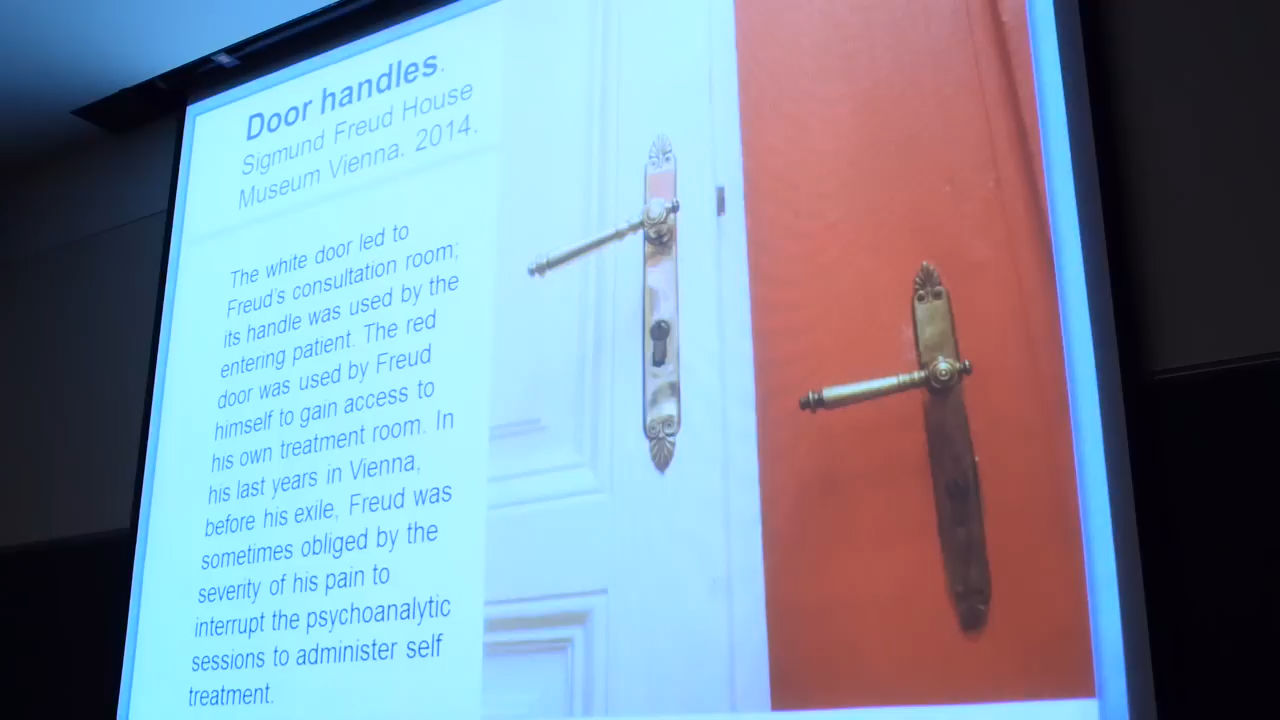 Door handles.
Sigmund Freud House
Museum Vienna. 2014.
The white door led to
Freud's consultation room;
its handle was used by the
entering patient. The red
door was used by Freud
himself to gain access to
his own treatment room. In
his last years in Vienna,
before his exile, Freud was
sometimes obliged by the
severity of his pain to
interrupt the psychoanalytic
sessions to administer self
treatment.